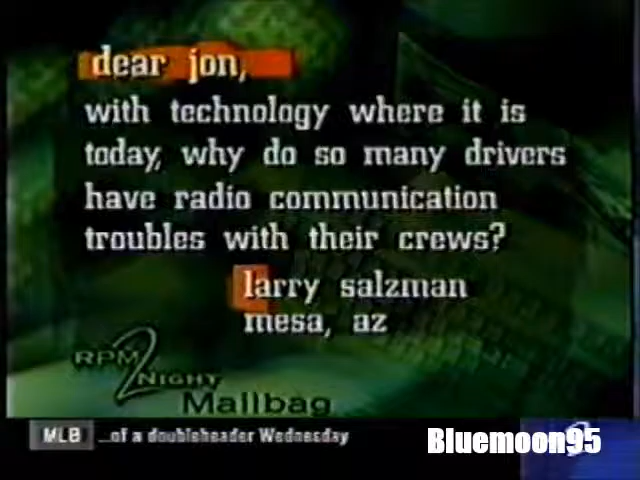 dear jon,
with technology where it is
today, why do so many drivers
have radio communication
troubles with their crews?
larry salzman
mesa, az
RPM 2 NIGHT
Mailbag
MLB ...of a doubleheader Wednesday
Bluemoon95
2